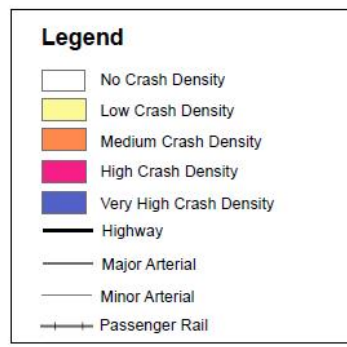 Legend
No Crash Density
Low Crash Density
Medium Crash Density
High Crash Density
Very High Crash Density
Highway
Major Arterial
Minor Arterial
Passenger Rail